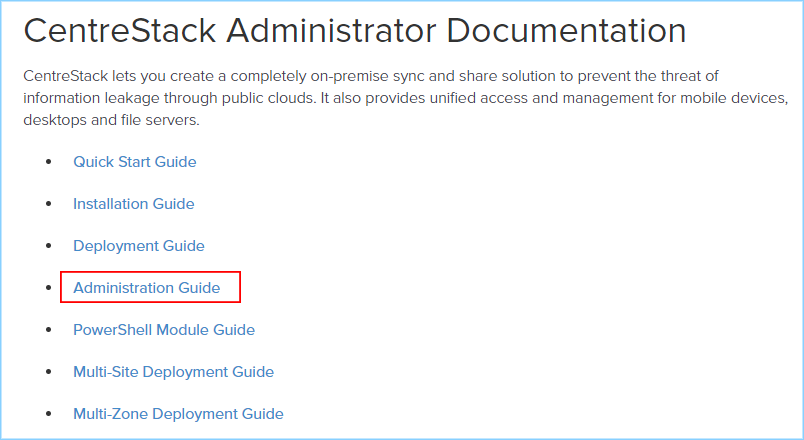 CentreStack Administrator Documentation
CentreStack lets you create a completely on-premise sync and share solution to prevent the threat of
information leakage through public clouds. It also provides unified access and management for mobile devices,
desktops and file servers.
Quick Start Guide
Installation Guide
Deployment Guide
Administration Guide
PowerShell Module Guide
Multi-Site Deployment Guide
Multi-Zone Deployment Guide